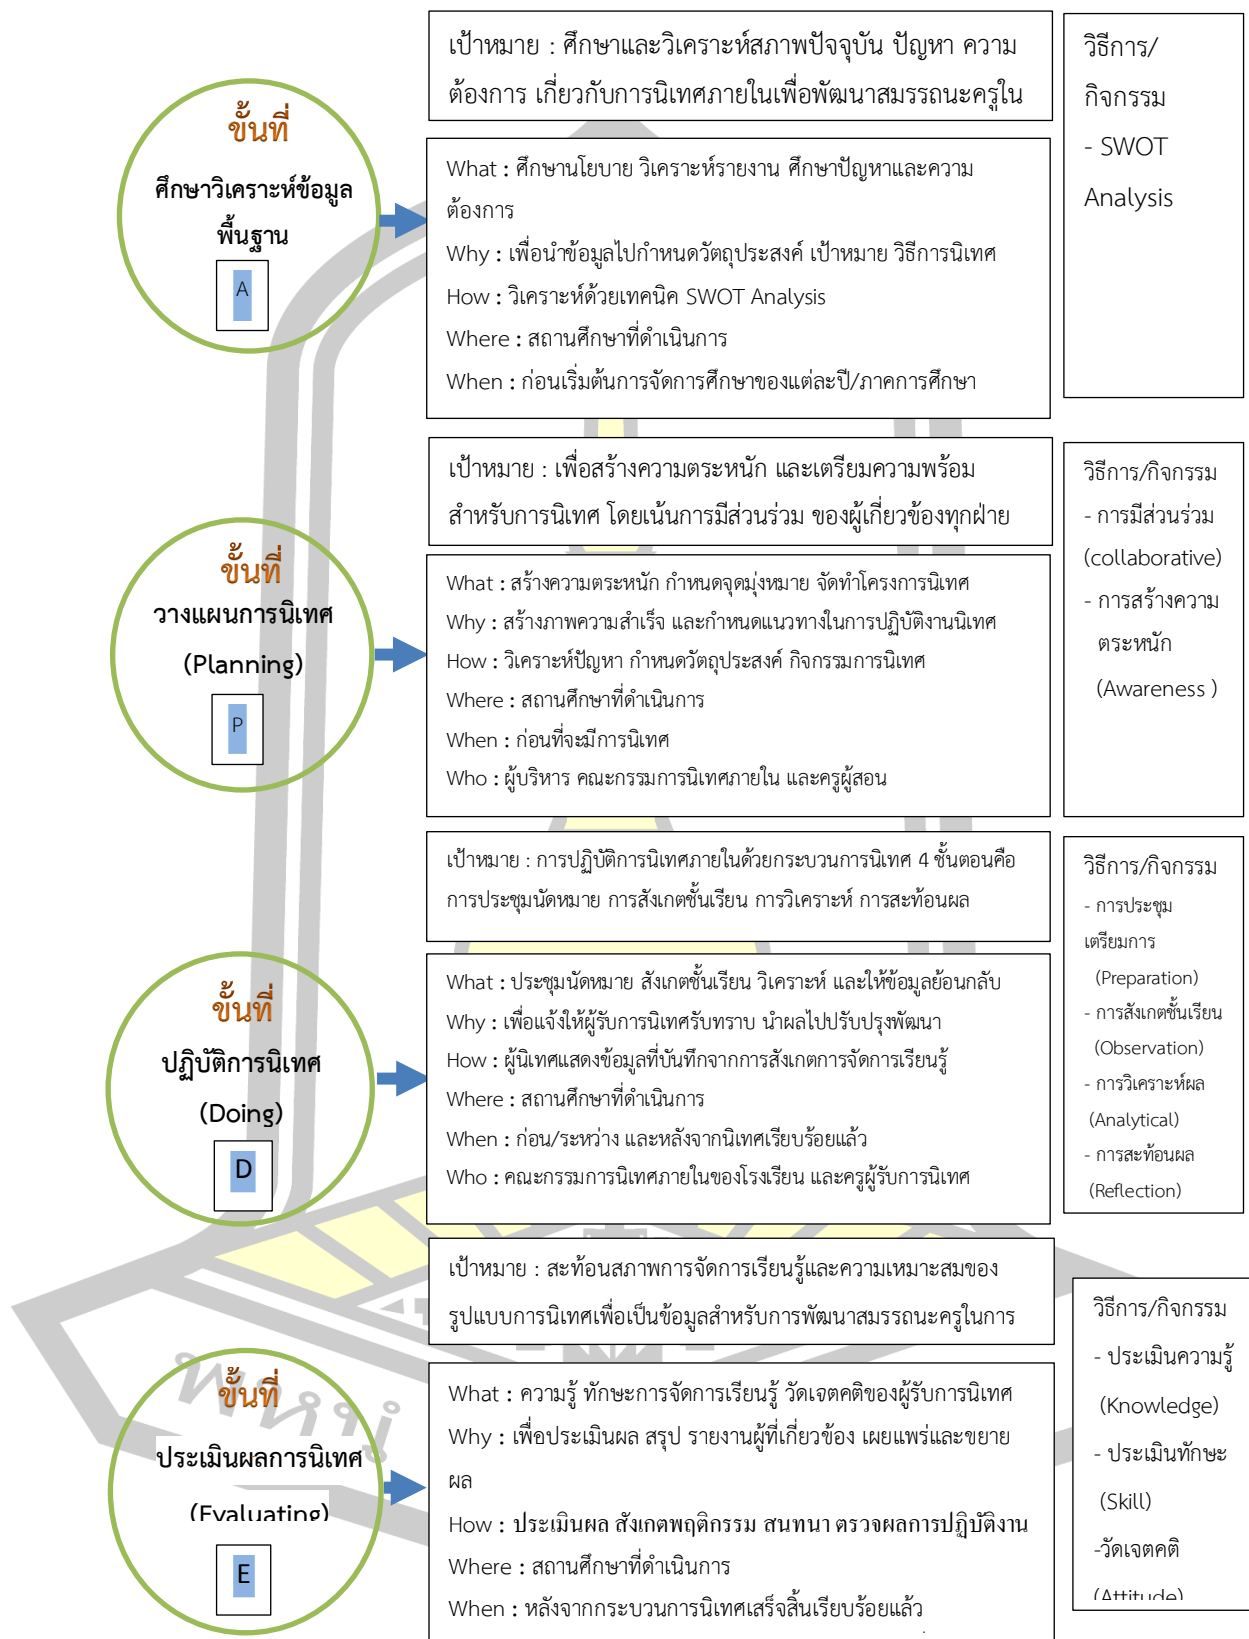 เป้าหมาย : ศึกษาและวิเคราะห์สภาพปัจจุบัน ปัญหา ความ
ต้องการ เกี่ยวกับการนิเทศภายในเพื่อพัฒนาสมรรถนะครูใน
วิธีการ/
กิจกรรม
- SWOT
Analysis
ขั้นที่
ศึกษาวิเคราะห์ข้อมูล
พื้นฐาน
A
What : ศึกษานโยบาย วิเคราะห์รายงาน ศึกษาปัญหาและความ
ต้องการ
Why : เพื่อนำข้อมูลไปกำหนดวัตถุประสงค์ เป้าหมาย วิธีการนิเทศ
How : วิเคราะห์ด้วยเทคนิค SWOT Analysis
Where : สถานศึกษาที่ดำเนินการ
When : ก่อนเริ่มต้นการจัดการศึกษาของแต่ละปี/ภาคการศึกษา
เป้าหมาย : เพื่อสร้างความตระหนัก และเตรียมความพร้อม
สำหรับการนิเทศ โดยเน้นการมีส่วนร่วม ของผู้เกี่ยวข้องทุกฝ่าย
วิธีการ/กิจกรรม
- การมีส่วนร่วม
(collaborative)
- การสร้างความ
ตระหนัก
(Awareness )
ขั้นที่
วางแผนการนิเทศ
(Planning)
P
What : สร้างความตระหนัก กำหนดจุดมุ่งหมาย จัดทำโครงการนิเทศ
Why : สร้างภาพความสำเร็จ และกำหนดแนวทางในการปฏิบัติงานนิเทศ
How : วิเคราะห์ปัญหา กำหนดวัตถุประสงค์ กิจกรรมการนิเทศ
Where : สถานศึกษาที่ดำเนินการ
When : ก่อนที่จะมีการนิเทศ
Who : ผู้บริหาร คณะกรรมการนิเทศภายใน และครูผู้สอน
เป้าหมาย : การปฏิบัติการนิเทศภายในด้วยกระบวนการนิเทศ 4 ขั้นตอนคือ
การประชุมนัดหมาย การสังเกตชั้นเรียน การวิเคราะห์ การสะท้อนผล
วิธีการ/กิจกรรม
- การประชุม
เตรียมการ
(Preparation)
- การสังเกตชั้นเรียน
(Observation)
- การวิเคราะห์ผล
(Analytical)
- การสะท้อนผล
(Reflection)
ขั้นที่
ปฏิบัติการนิเทศ
(Doing)
D
What : ประชุมนัดหมาย สังเกตชั้นเรียน วิเคราะห์ และให้ข้อมูลย้อนกลับ
Why : เพื่อแจ้งให้ผู้รับการนิเทศรับทราบ นำผลไปปรับปรุงพัฒนา
How : ผู้นิเทศแสดงข้อมูลที่บันทึกจากการสังเกตการจัดการเรียนรู้
Where : สถานศึกษาที่ดำเนินการ
When : ก่อน/ระหว่าง และหลังจากนิเทศเรียบร้อยแล้ว
Who : คณะกรรมการนิเทศภายในของโรงเรียน และครูผู้รับการนิเทศ
เป้าหมาย : สะท้อนสภาพการจัดการเรียนรู้และความเหมาะสมของ
รูปแบบการนิเทศเพื่อเป็นข้อมูลสำหรับการพัฒนาสมรรถนะครูในการ
วิธีการ/กิจกรรม
- ประเมินความรู้
(Knowledge)
- ประเมินทักษะ
(Skill)
-วัดเจตคติ
(Attitude)
ขั้นที่
ประเมินผลการนิเทศ
(Evaluating)
E
What : ความรู้ ทักษะการจัดการเรียนรู้ วัดเจตคติของผู้รับการนิเทศ
Why : เพื่อประเมินผล สรุป รายงานผู้ที่เกี่ยวข้อง เผยแพร่และขยาย
ผล
How : ประเมินผล สังเกตพฤติกรรม สนทนา ตรวจผลการปฏิบัติงาน
Where : สถานศึกษาที่ดำเนินการ
When : หลังจากกระบวนการนิเทศเสร็จสิ้นเรียบร้อยแล้ว
พหูนํ